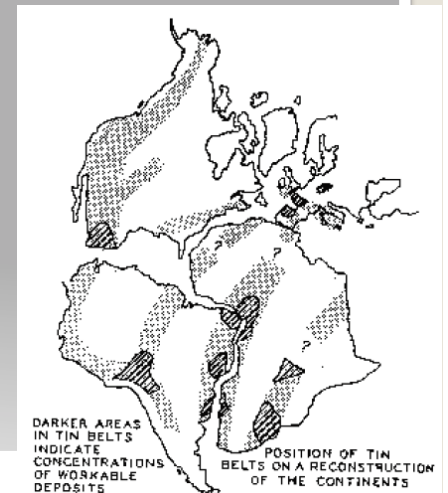 ?
?
?
DARKER AREAS
IN TIN BELTS
INDICATE
CONCENTRATIONS
OF WORKABLE
DEPOSITS
POSITION OF TIN
BELTS ON A RECONSTRUCTION
OF THE CONTINENTS